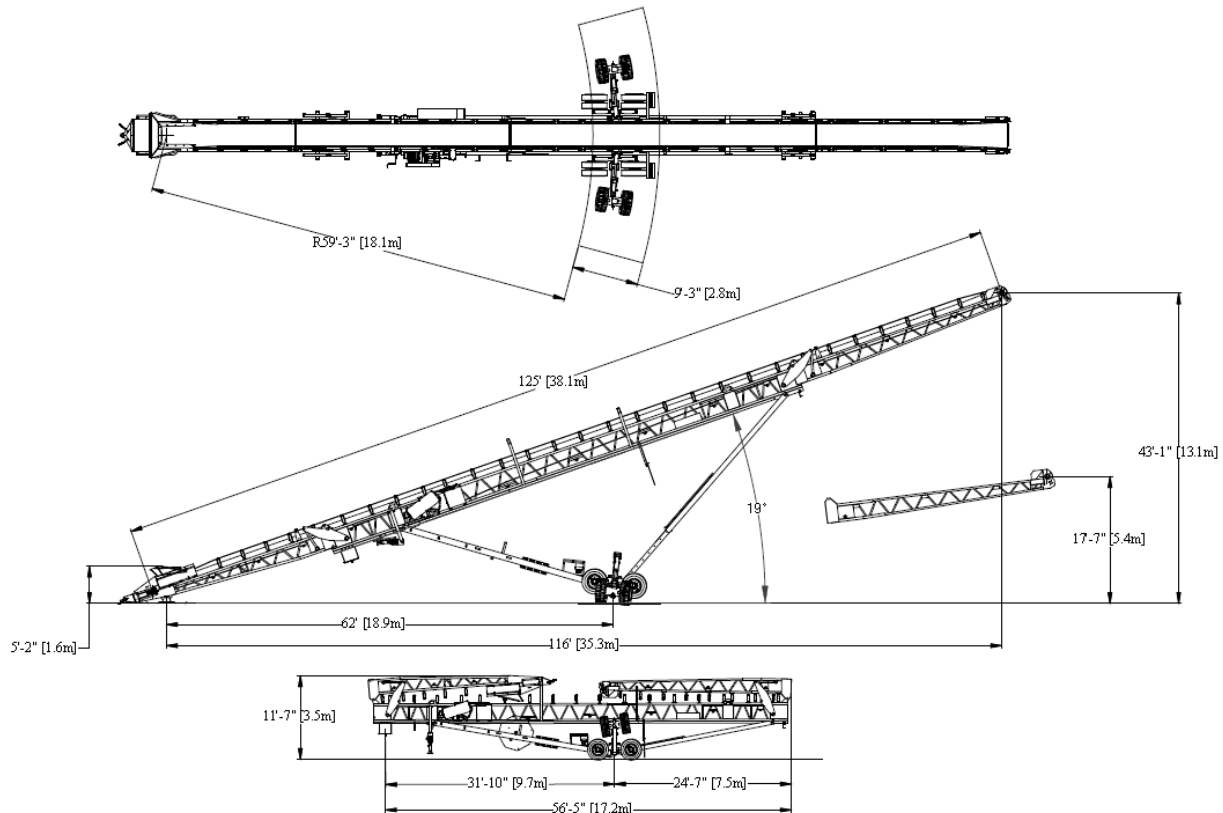 R59'-3" [18.1m]
9'-3" [2.8m]
125' [38.1m]
43'-1" [13.1m]
19°
17'-7" [5.4m]
62' [18.9m]
5'-2" [1.6m]
116' [35.3m]
11'-7" [3.5m]
31'-10" [9.7m]
24'-7" [7.5m]
56'-5" [17.2m]